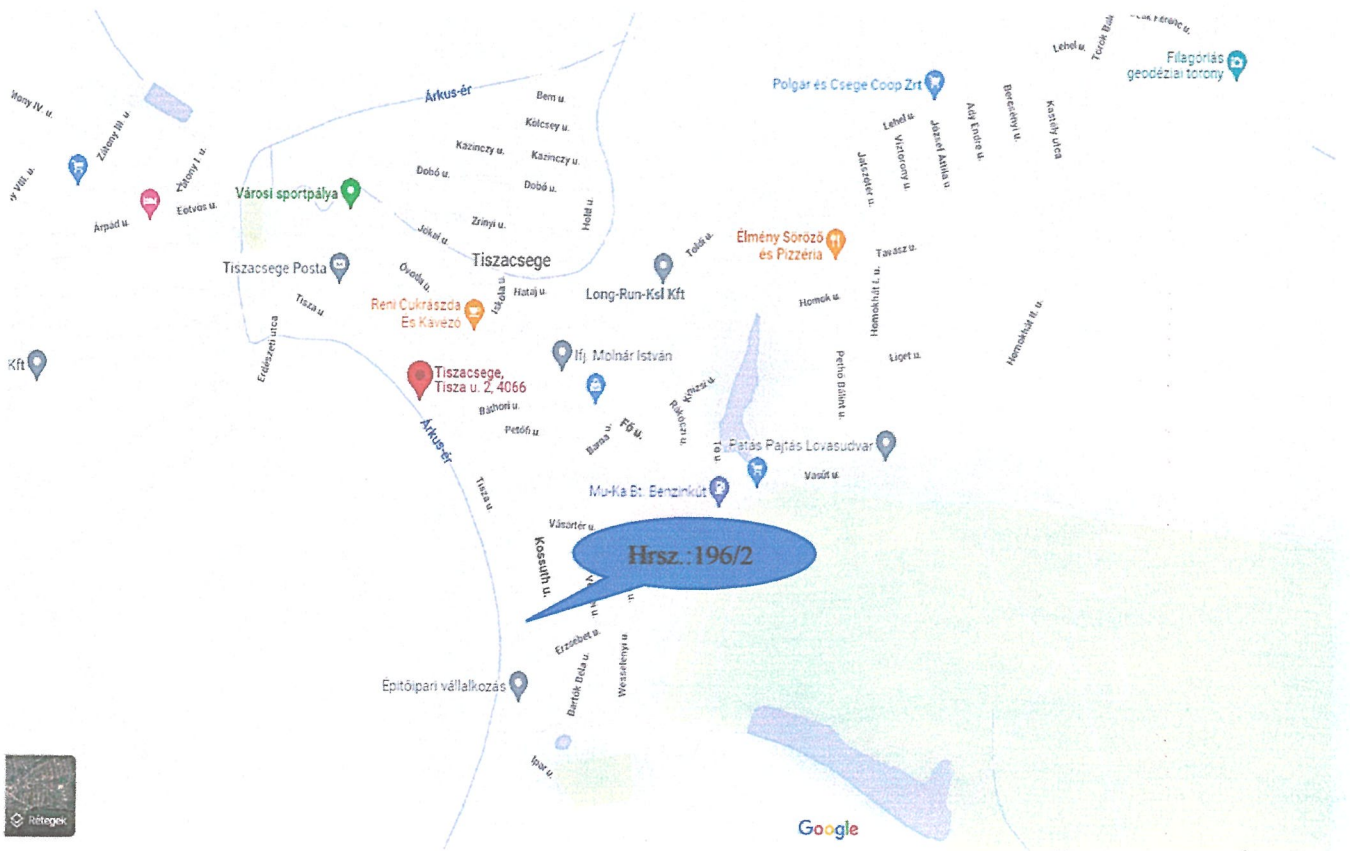 Lehel u.
Árkus-ér
Bem u.
Kölcsey u.
Kazinczy u.
Kazinczy u.
Dobó u.
Dobó u.
Zrínyi u.
Hold u.
Jókai u.
Polgár és Csege Coop Zrt
Filagóriás
geodéziai torony
Lehel u.
Víztorony u.
József Attila u.
Ady Endre u.
Bercsényi u.
Kastély utca
Játszótér u.
Zátony III. u.
Zátony I. u.
Eötvös u.
Árpád u.
Városi sportpálya
Tiszacsege
Tiszacsege Posta
Óvoda u.
Iskola u.
Hataj u.
Tisza u.
Erdészeti utca
Reni Cukrászda
És Kávézó
Long-Run-Ksl Kft
Toldi u.
Élmény Söröző
és Pizzéria
Tavasz u.
Homok u.
Homokhát I. u.
Homokhát II. u.
Liget u.
Pethő Bálint u.
Kft
Ifj. Molnár István
Tiszacsege,
Tisza u. 2, 4066
Báthori u.
Petőfi u.
Barna u.
Fő u.
Rákóczi u.
Kinizsi u.
Árkus-ér
Patás Pajtás Lovasudvar
Vasút u.
Mu-Ka Bt. Benzinkút
Tisza u.
Vásártér u.
Kossuth u.
Hrsz.:196/2
Erzsébet u.
Bartók Béla u.
Wesselényi u.
Építőipari vállalkozás
Ipar u.
Rétegek
Google